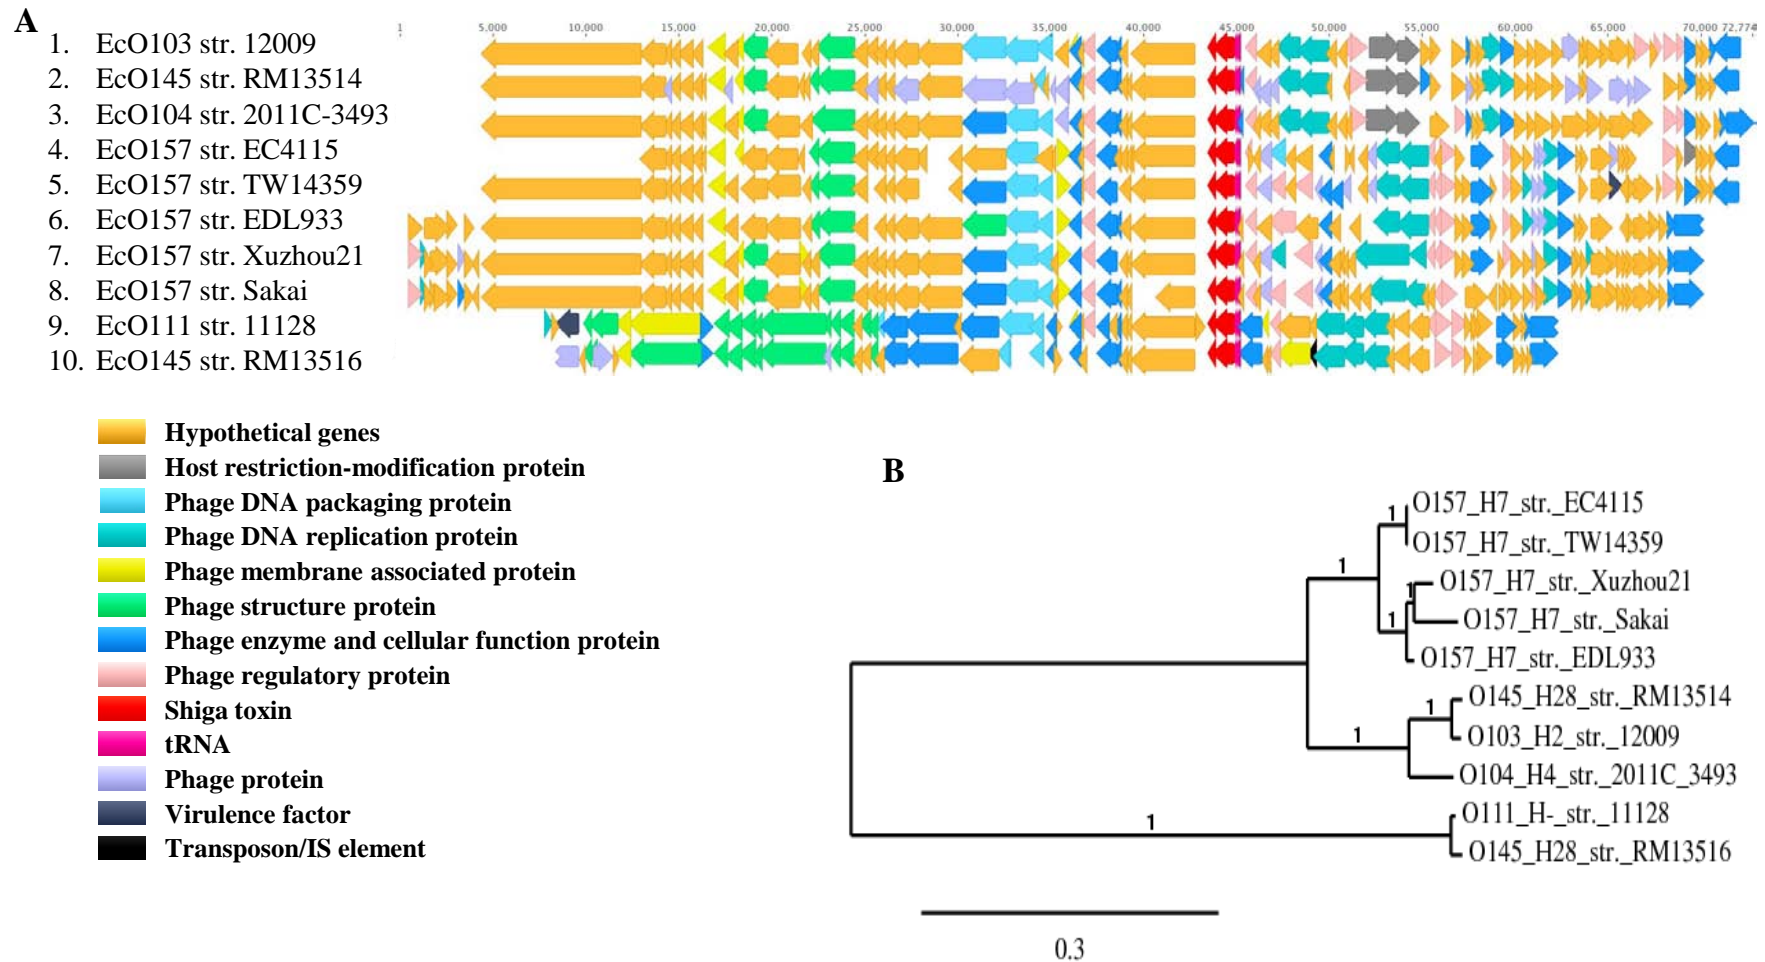 A
1 5,000 10,000 15,000 20,000 25,000 30,000 35,000 40,000 45,000 50,000 55,000 60,000 65,000 70,000 72,774
1. EcO103 str. 12009
2. EcO145 str. RM13514
3. EcO104 str. 2011C-3493
4. EcO157 str. EC4115
5. EcO157 str. TW14359
6. EcO157 str. EDL933
7. EcO157 str. Xuzhou21
8. EcO157 str. Sakai
9. EcO111 str. 11128
10. EcO145 str. RM13516
Hypothetical genes
Host restriction-modification protein
Phage DNA packaging protein
Phage DNA replication protein
Phage membrane associated protein
Phage structure protein
Phage enzyme and cellular function protein
Phage regulatory protein
Shiga toxin
tRNA
Phage protein
Virulence factor
Transposon/IS element
B
O157_H7_str._EC4115
1
O157_H7_str._TW14359
1
O157_H7_str._Xuzhou21
1
O157_H7_str._Sakai
1
O157_H7_str._EDL933
O145_H28_str._RM13514
1
O103_H2_str._12009
1
O104_H4_str._2011C_3493
O111_H-_str._11128
1
O145_H28_str._RM13516
0.3